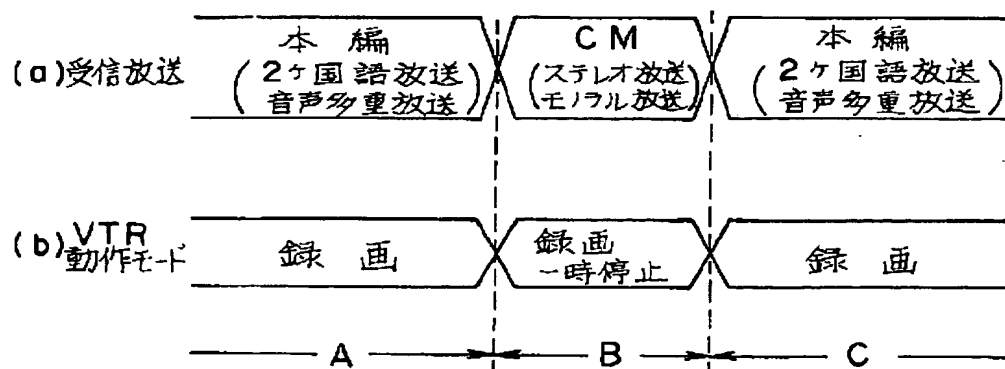 (a)受信放送
本編
(2ヶ国語放送
音声多重放送)
CM
(ステレオ放送
モノラル放送)
本編
(2ヶ国語放送
音声多重放送)
(b)VTR
動作モード
録画
録画
一時停止
録画
A
B
C